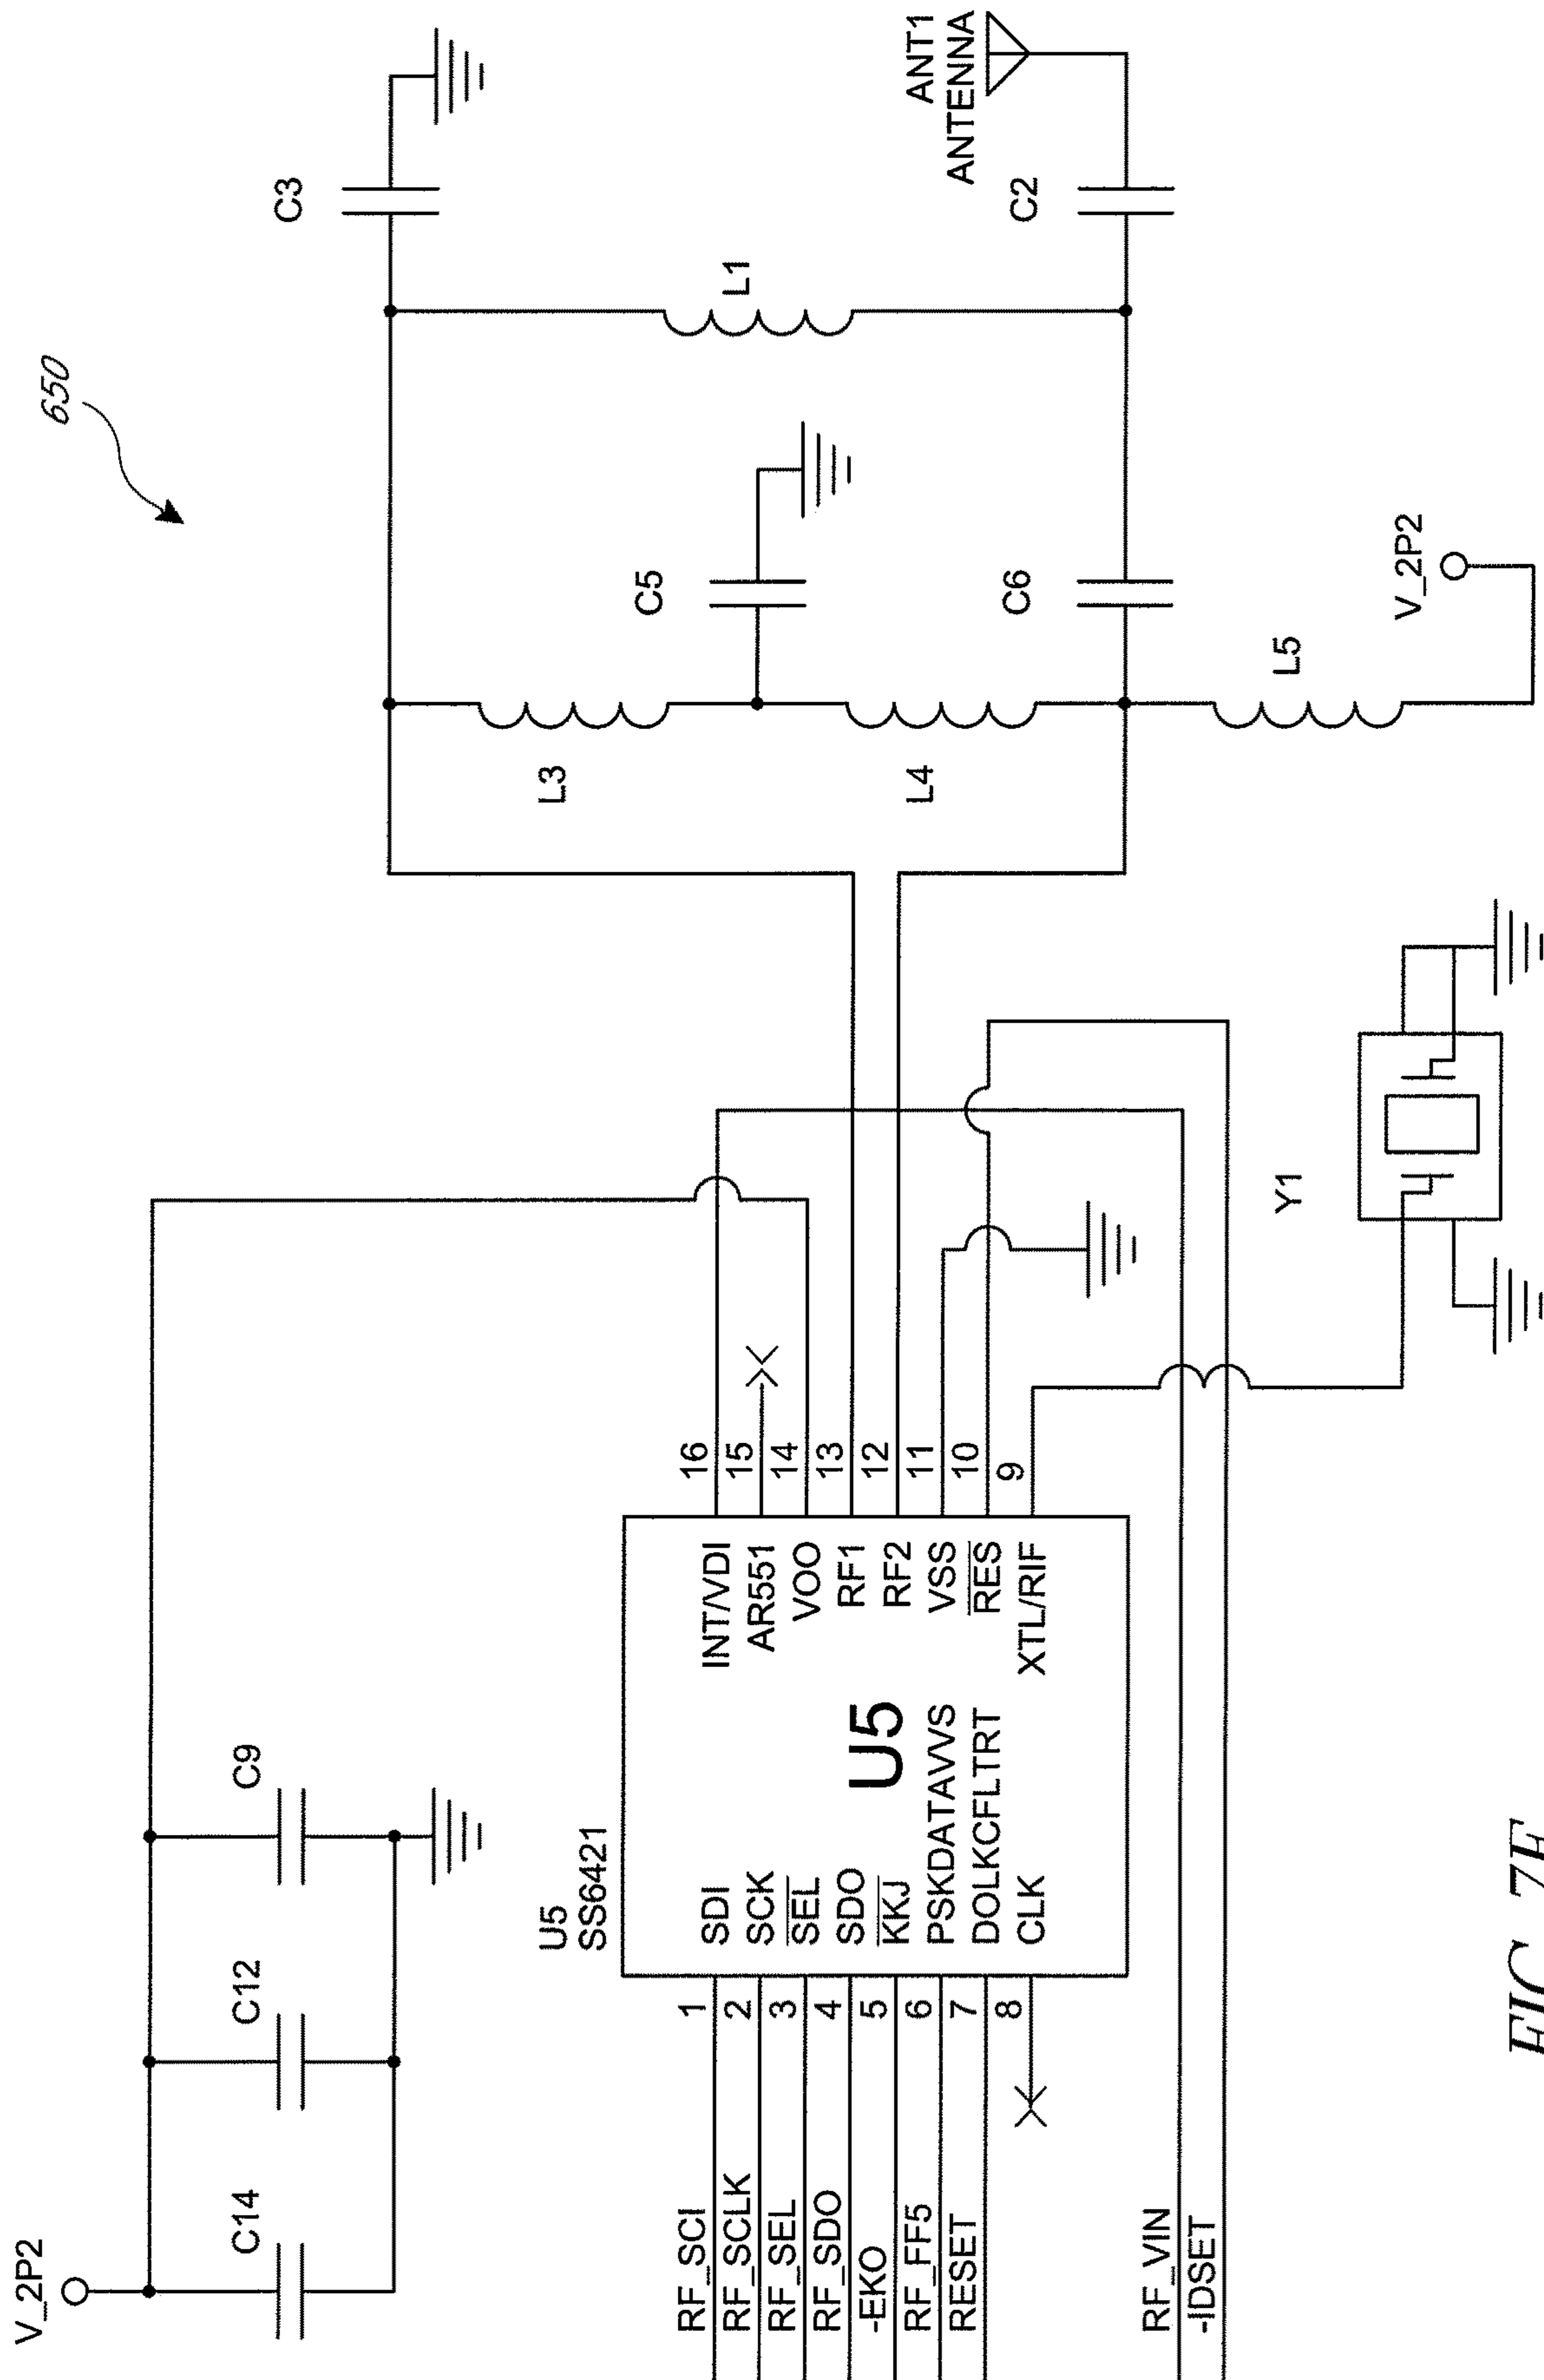 650
V_2P2
C14
C12
C9
C3
L1
ANT1
ANTENNA
C2
L3
C5
L4
C6
L5
V_2P2
U5
SS6421
RF_SCI
1
SDI
RF_SCLK
2
SCK
RF_SEL
3
SEL
RF_SDO
4
SDO
-EKO
5
KKJ
RF_FF5
6
PSKDATAVVS
RESET
7
DOLKCFLTRT
8
CLK
U5
INT/VDI
16
AR551
15
VOO
14
RF1
13
RF2
12
VSS
11
RES
10
XTL/RIF
9
Y1
RF_VIN
-IDSET